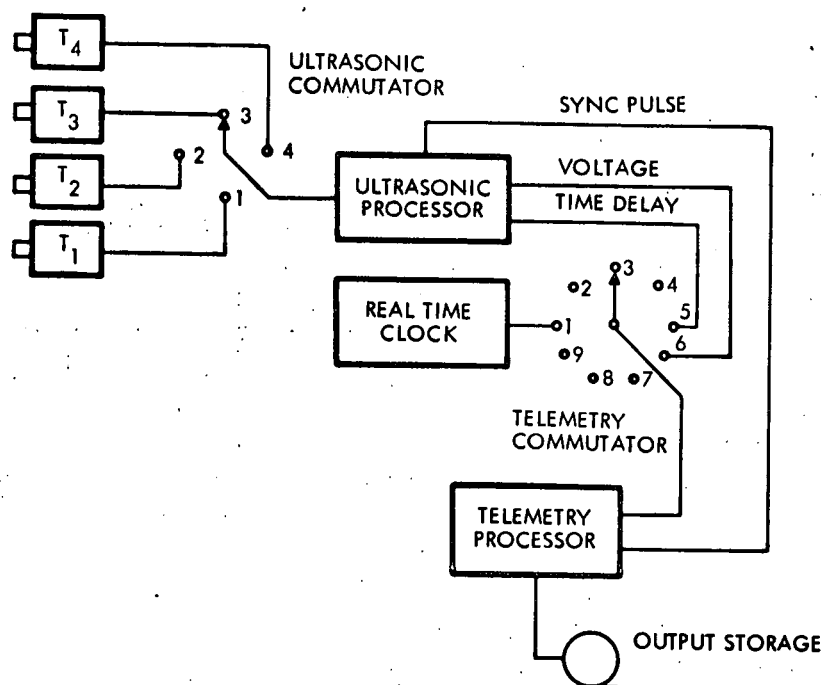 T4
T3
T2
T1
ULTRASONIC
COMMUTATOR
3
2
4
1
SYNC PULSE
VOLTAGE
TIME DELAY
ULTRASONIC
PROCESSOR
REAL TIME
CLOCK
3
2
4
1
5
6
9
8
7
TELEMETRY
COMMUTATOR
TELEMETRY
PROCESSOR
OUTPUT STORAGE